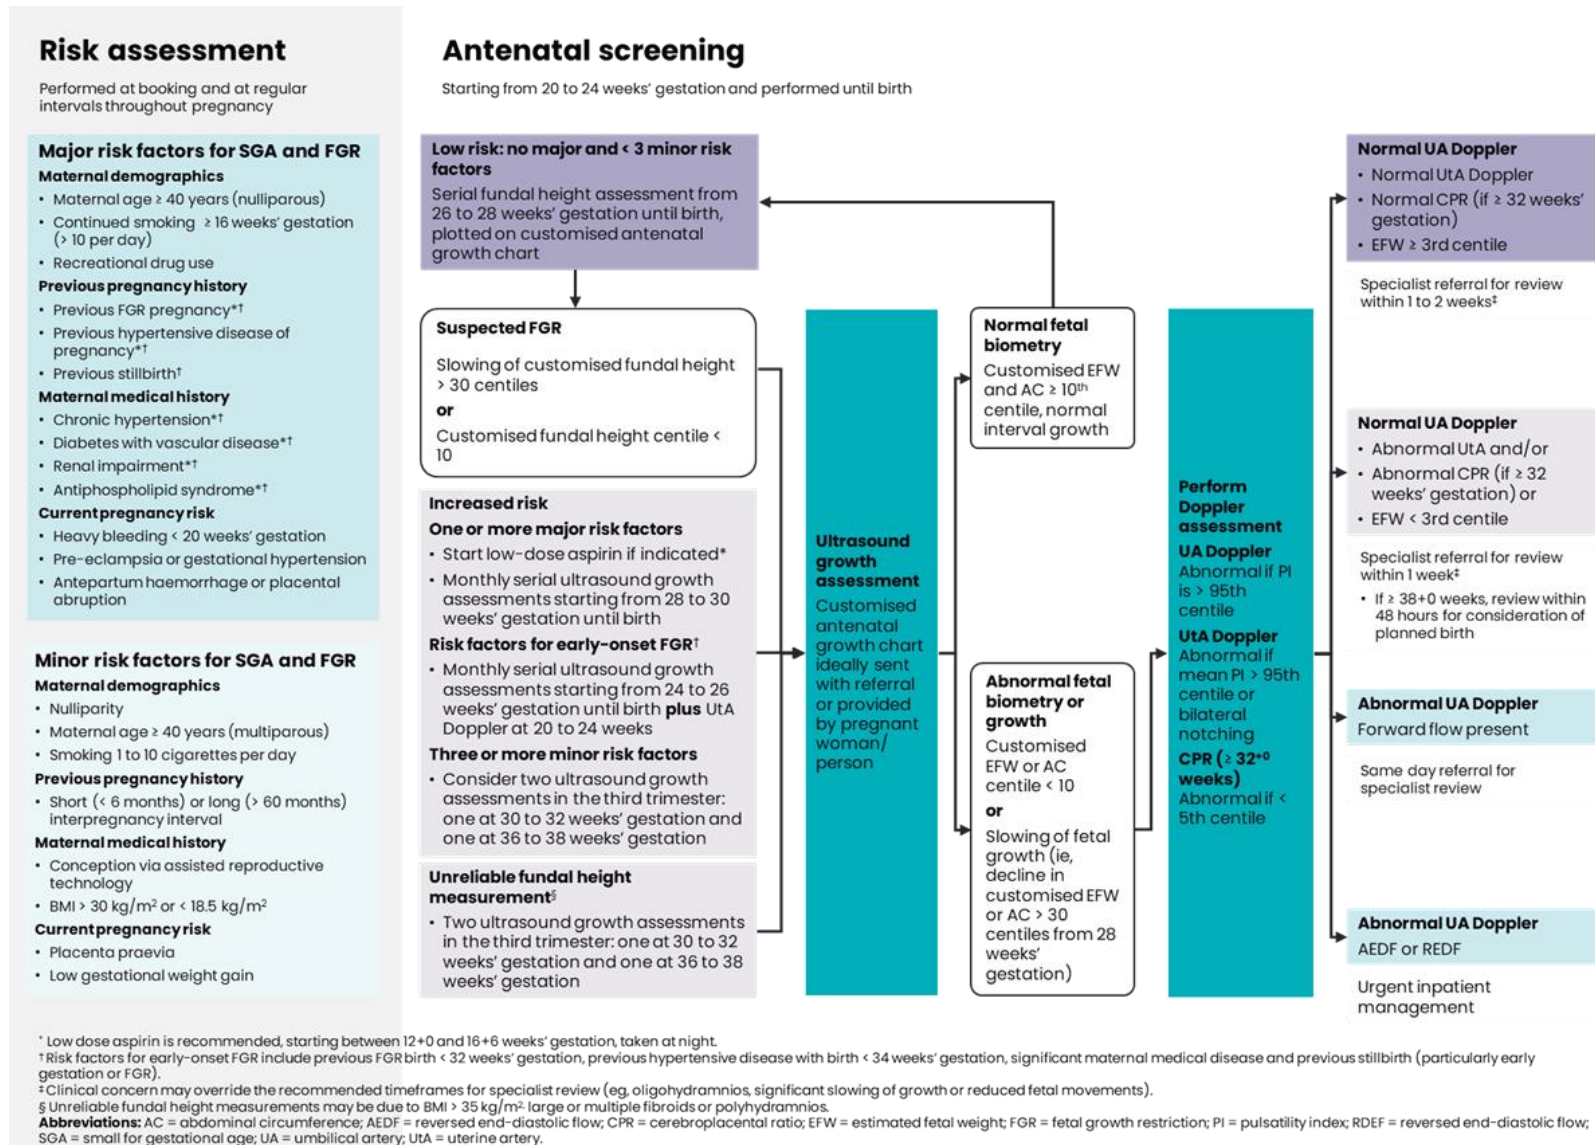 Risk assessment
Performed at booking and at regular
intervals throughout pregnancy
Major risk factors for SGA and FGR
Maternal demographics
• Maternal age ≥ 40 years (nulliparous)
• Continued smoking ≥ 16 weeks' gestation
(> 10 per day)
• Recreational drug use
Previous pregnancy history
• Previous FGR pregnancy*†
• Previous hypertensive disease of
pregnancy*†
• Previous stillbirth†
Maternal medical history
• Chronic hypertension*†
• Diabetes with vascular disease*†
• Renal impairment*†
• Antiphospholipid syndrome*†
Current pregnancy risk
• Heavy bleeding < 20 weeks' gestation
• Pre-eclampsia or gestational hypertension
• Antepartum haemorrhage or placental
abruption
Minor risk factors for SGA and FGR
Maternal demographics
• Nulliparity
• Maternal age ≥ 40 years (multiparous)
• Smoking 1 to 10 cigarettes per day
Previous pregnancy history
• Short (< 6 months) or long (> 60 months)
interpregnancy interval
Maternal medical history
• Conception via assisted reproductive
technology
• BMI > 30 kg/m² or < 18.5 kg/m²
Current pregnancy risk
• Placenta praevia
• Low gestational weight gain
Antenatal screening
Starting from 20 to 24 weeks' gestation and performed until birth
Low risk: no major and < 3 minor risk
factors
Serial fundal height assessment from
26 to 28 weeks' gestation until birth,
plotted on customised antenatal
growth chart
Suspected FGR
Slowing of customised fundal height
> 30 centiles
or
Customised fundal height centile <
10
Increased risk
One or more major risk factors
• Start low-dose aspirin if indicated*
• Monthly serial ultrasound growth
assessments starting from 28 to 30
weeks' gestation until birth
Risk factors for early-onset FGR†
• Monthly serial ultrasound growth
assessments starting from 24 to 26
weeks' gestation until birth plus UtA
Doppler at 20 to 24 weeks
Three or more minor risk factors
• Consider two ultrasound growth
assessments in the third trimester:
one at 30 to 32 weeks' gestation and
one at 36 to 38 weeks' gestation
Unreliable fundal height
measurement§
• Two ultrasound growth assessments
in the third trimester: one at 30 to 32
weeks' gestation and one at 36 to 38
weeks' gestation
Ultrasound
growth
assessment
Customised
antenatal
growth chart
ideally sent
with referral
or provided
by pregnant
woman/
person
Normal fetal
biometry
Customised EFW
and AC ≥ 10th
centile, normal
interval growth
Abnormal fetal
biometry or
growth
Customised
EFW or AC
centile < 10
or
Slowing of fetal
growth (ie,
decline in
customised EFW
or AC > 30
centiles from 28
weeks'
gestation)
Perform
Doppler
assessment
UA Doppler
Abnormal if PI
is > 95th
centile
UtA Doppler
Abnormal if
mean PI > 95th
centile or
bilateral
notching
CPR (≥ 32+0
weeks)
Abnormal if <
5th centile
Normal UA Doppler
• Normal UtA Doppler
• Normal CPR (if ≥ 32 weeks'
gestation)
• EFW ≥ 3rd centile
Specialist referral for review
within 1 to 2 weeks‡
Normal UA Doppler
• Abnormal UtA and/or
• Abnormal CPR (if ≥ 32
weeks' gestation) or
• EFW < 3rd centile
Specialist referral for review
within 1 week‡
• If ≥ 38+0 weeks, review within
48 hours for consideration of
planned birth
Abnormal UA Doppler
Forward flow present
Same day referral for
specialist review
Abnormal UA Doppler
AEDF or REDF
Urgent inpatient
management
* Low dose aspirin is recommended, starting between 12+0 and 16+6 weeks' gestation, taken at night.
† Risk factors for early-onset FGR include previous FGR birth < 32 weeks' gestation, previous hypertensive disease with birth < 34 weeks' gestation, significant maternal medical disease and previous stillbirth (particularly early
gestation or FGR).
‡ Clinical concern may override the recommended timeframes for specialist review (eg, oligohydramnios, significant slowing of growth or reduced fetal movements).
§ Unreliable fundal height measurements may be due to BMI > 35 kg/m², large or multiple fibroids or polyhydramnios.
Abbreviations: AC = abdominal circumference; AEDF = reversed end-diastolic flow; CPR = cerebroplacental ratio; EFW = estimated fetal weight; FGR = fetal growth restriction; PI = pulsatility index; RDEF = reversed end-diastolic flow;
SGA = small for gestational age; UA = umbilical artery; UtA = uterine artery.